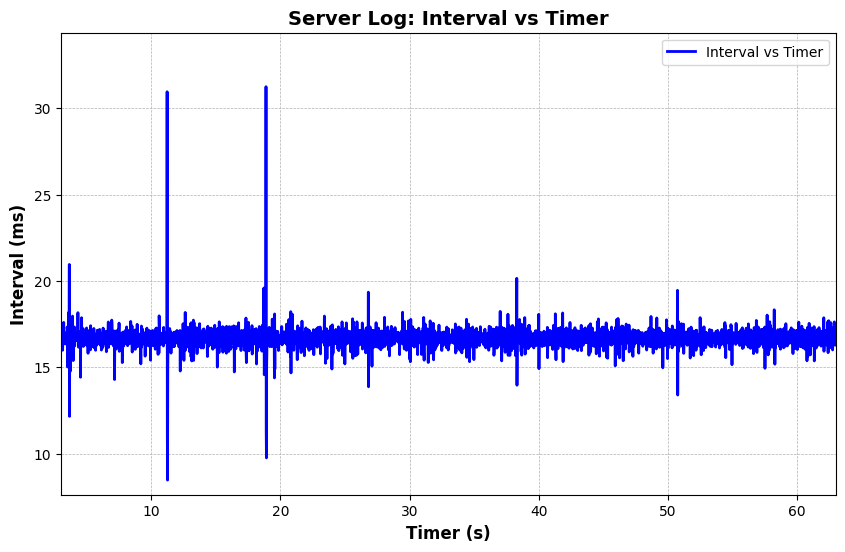 Server Log: Interval vs Timer
Interval vs Timer
30
25
20
15
10
Interval (ms)
10 20 30 40 50 60
Timer (s)